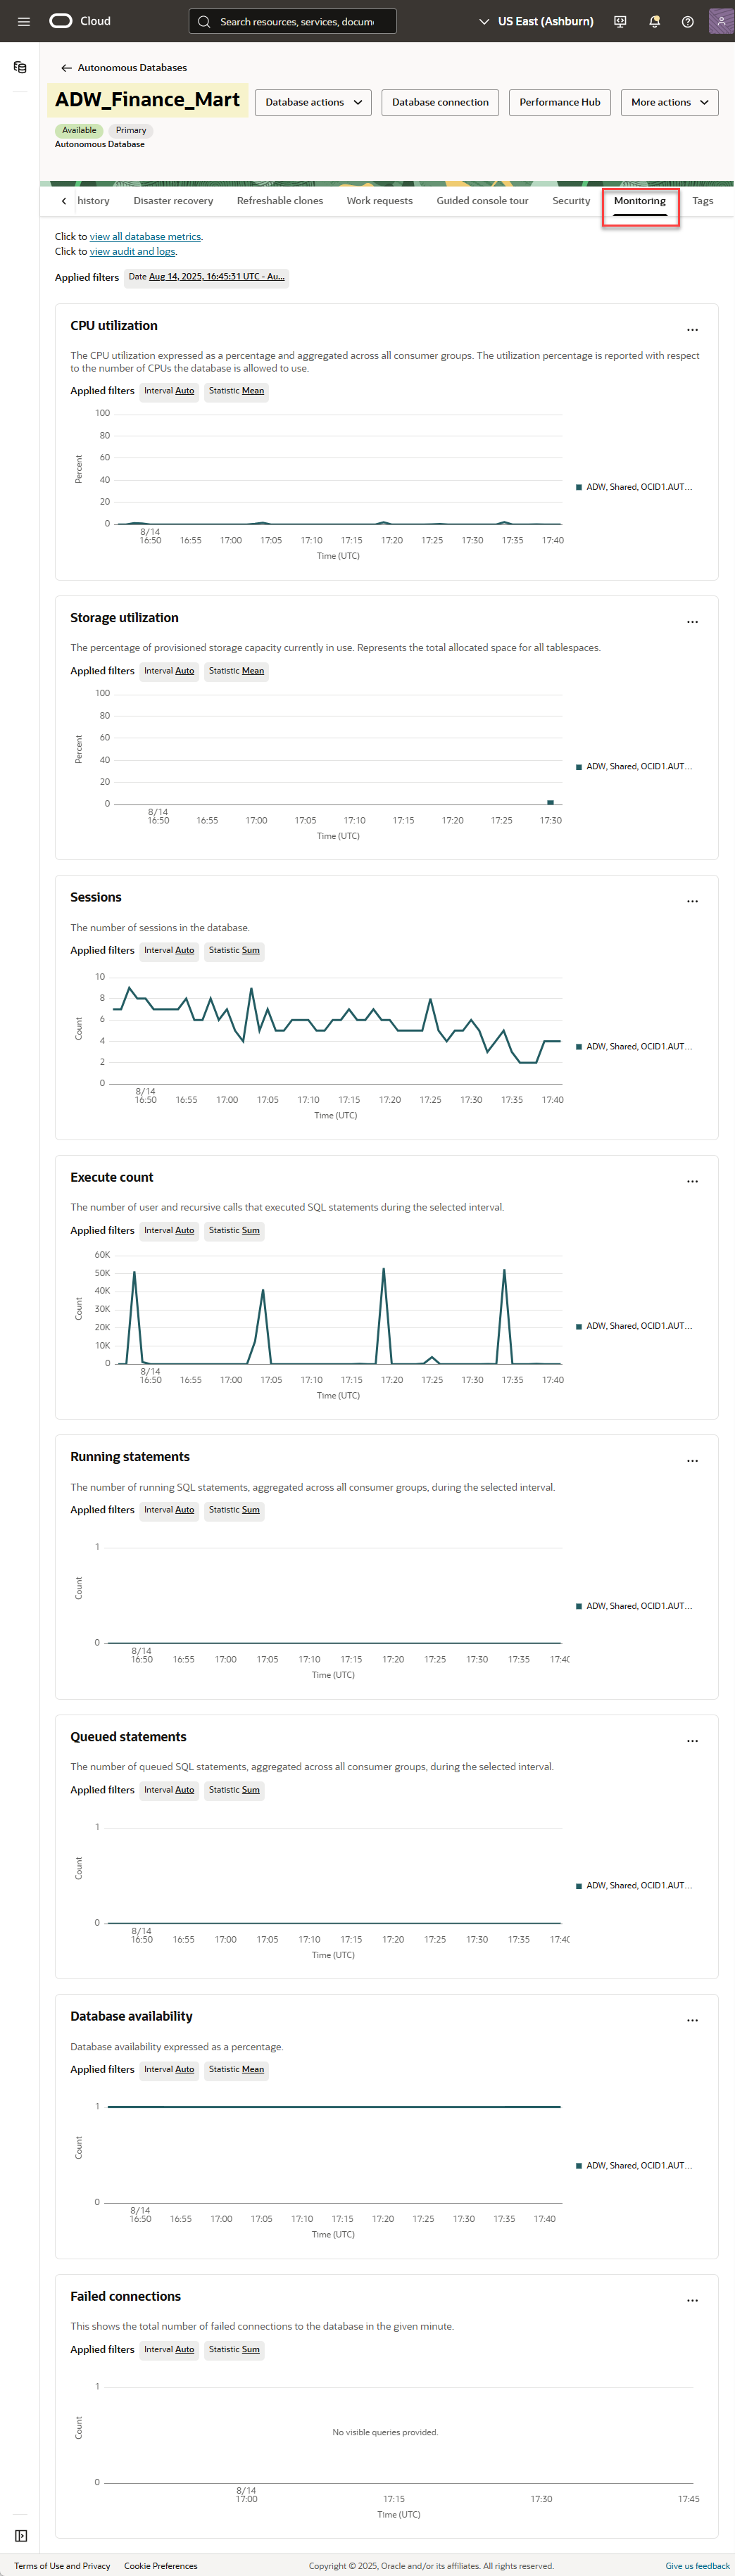 Cloud
Search resources, services, docum
US East (Ashburn)
Autonomous Databases
ADW_Finance_Mart
Database actions
Database connection
Performance Hub
More actions
Available
Primary
Autonomous Database
history
Disaster recovery
Refreshable clones
Work requests
Guided console tour
Security
Monitoring
Tags
Click to view all database metrics.
Click to view audit and logs.
Applied filters Date Aug 14, 2025, 16:45:31 UTC - Au...
CPU utilization
The CPU utilization expressed as a percentage and aggregated across all consumer groups. The utilization percentage is reported with respect
to the number of CPUs the database is allowed to use.
Applied filters Interval Auto Statistic Mean
100
80
60
40
20
0
Percent
8/14
16:50 16:55 17:00 17:05 17:10 17:15 17:20 17:25 17:30 17:35 17:40
Time (UTC)
ADW, Shared, OCID1.AUT...
Storage utilization
The percentage of provisioned storage capacity currently in use. Represents the total allocated space for all tablespaces.
Applied filters Interval Auto Statistic Mean
100
80
60
40
20
0
Percent
8/14
16:50 16:55 17:00 17:05 17:10 17:15 17:20 17:25 17:30
Time (UTC)
ADW, Shared, OCID1.AUT...
Sessions
The number of sessions in the database.
Applied filters Interval Auto Statistic Sum
10
8
6
4
2
0
Count
8/14
16:50 16:55 17:00 17:05 17:10 17:15 17:20 17:25 17:30 17:35 17:40
Time (UTC)
ADW, Shared, OCID1.AUT...
Execute count
The number of user and recursive calls that executed SQL statements during the selected interval.
Applied filters Interval Auto Statistic Sum
60K
50K
40K
30K
20K
10K
0
Count
8/14
16:50 16:55 17:00 17:05 17:10 17:15 17:20 17:25 17:30 17:35 17:40
Time (UTC)
ADW, Shared, OCID1.AUT...
Running statements
The number of running SQL statements, aggregated across all consumer groups, during the selected interval.
Applied filters Interval Auto Statistic Sum
1
0
Count
8/14
16:50 16:55 17:00 17:05 17:10 17:15 17:20 17:25 17:30 17:35 17:40
Time (UTC)
ADW, Shared, OCID1.AUT...
Queued statements
The number of queued SQL statements, aggregated across all consumer groups, during the selected interval.
Applied filters Interval Auto Statistic Sum
1
0
Count
8/14
16:50 16:55 17:00 17:05 17:10 17:15 17:20 17:25 17:30 17:35 17:40
Time (UTC)
ADW, Shared, OCID1.AUT...
Database availability
Database availability expressed as a percentage.
Applied filters Interval Auto Statistic Mean
1
0
Count
8/14
16:50 16:55 17:00 17:05 17:10 17:15 17:20 17:25 17:30 17:35 17:40
Time (UTC)
ADW, Shared, OCID1.AUT...
Failed connections
This shows the total number of failed connections to the database in the given minute.
Applied filters Interval Auto Statistic Sum
1
0
Count
No visible queries provided.
8/14
17:00 17:15 17:30 17:45
Time (UTC)
Terms of Use and Privacy
Cookie Preferences
Copyright © 2025, Oracle and/or its affiliates. All rights reserved.
Give us feedback